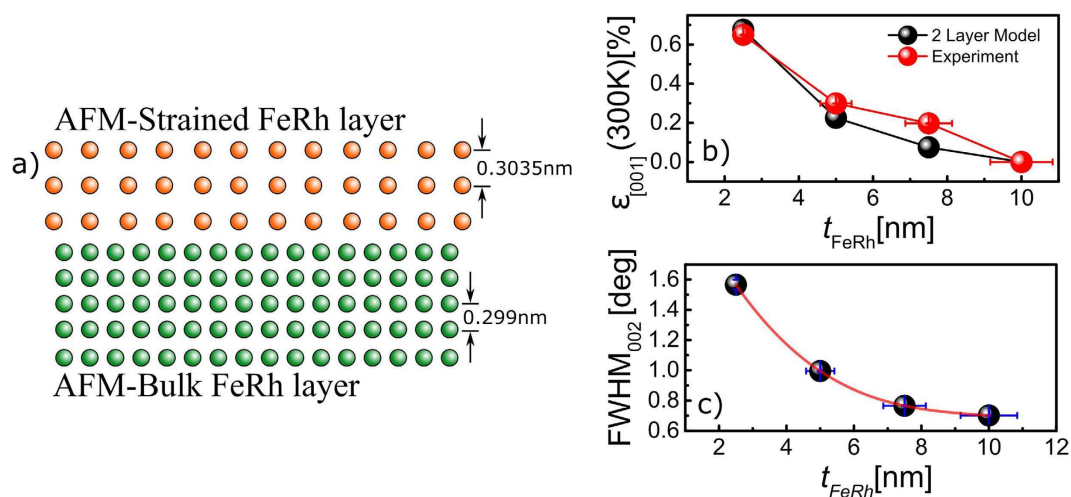 a)
AFM-Strained FeRh layer
0.3035nm
0.299nm
AFM-Bulk FeRh layer
b)
ε[001](300K)[%]
0.6
0.4
0.2
0.0
2 Layer Model
Experiment
2 4 6 8 10
tFeRh[nm]
c)
FWHM002 [deg]
1.6
1.4
1.2
1.0
0.8
0.6
2 4 6 8 10 12
tFeRh[nm]